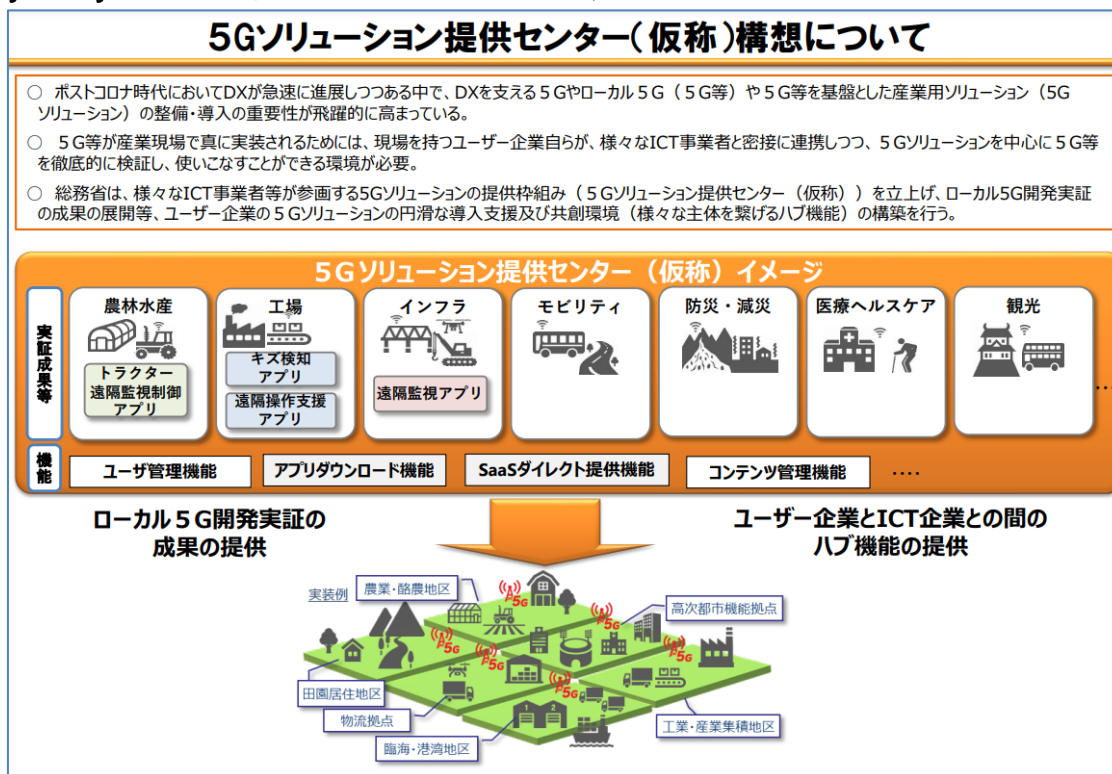 5Gソリューション提供センター(仮称)構想について
○ ポストコロナ時代においてDXが急速に進展しつつある中で、DXを支える5Gやローカル5G(5G等)や5G等を基盤とした産業用ソリューション(5G
ソリューション)の整備・導入の重要性が飛躍的に高まっている。
○ 5G等が産業現場で真に実装されるためには、現場を持つユーザー企業自らが、様々なICT事業者と密接に連携しつつ、5Gソリューションを中心に5G等
を徹底的に検証し、使いこなすことができる環境が必要。
○ 総務省は、様々なICT事業者等が参画する5Gソリューションの提供枠組み(5Gソリューション提供センター(仮称))を立上げ、ローカル5G開発実証
の成果の展開等、ユーザー企業の5Gソリューションの円滑な導入支援及び共創環境(様々な主体を繋げるハブ機能)の構築を行う。
5Gソリューション提供センター(仮称)イメージ
実証成果等
農林水産
トラクター
遠隔監視制御
アプリ
工場
キズ検知
アプリ
遠隔操作支援
アプリ
インフラ
遠隔監視アプリ
モビリティ
防災・減災
医療ヘルスケア
観光
・・・
機能
ユーザ管理機能
アプリダウンロード機能
SaaSダイレクト提供機能
コンテンツ管理機能
・・・・
ローカル5G開発実証の
成果の提供
ユーザー企業とICT企業との間の
ハブ機能の提供
実装例
農業・酪農地区
5G
5G
高次都市機能拠点
5G
5G
5G
5G
田園居住地区
物流拠点
1 2
臨海・港湾地区
工業・産業集積地区